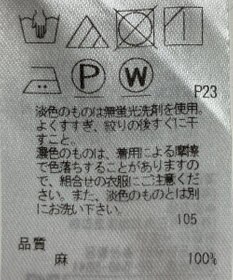 P
W
P23
淡色のものは無蛍光洗剤を使用。
よくすすぎ、絞りの後すぐに干
すこと。
濃色のものは、着用による摩擦
で色落ちすることがありますの
で、組合せの衣服にご注意くださ
い。また、淡色のものとは別
にお洗い下さい。
105
品質
麻 100%